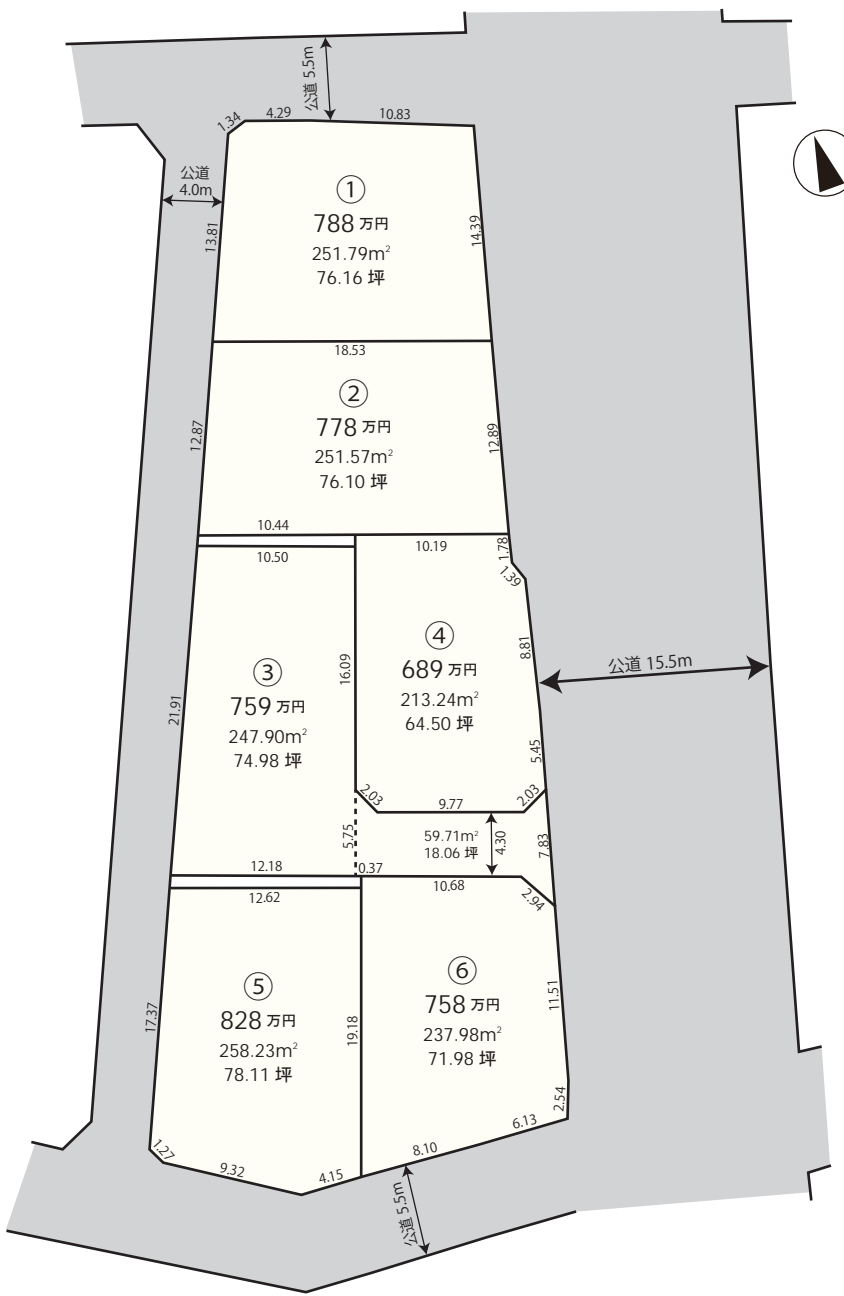 公道 5.5m
1.34
4.29
10.83
公道
4.0m
①
788 万円
251.79m²
76.16 坪
13.81
14.39
18.53
②
778 万円
251.57m²
76.10 坪
12.87
12.89
10.44
10.50
10.19
1.78
1.39
③
759 万円
247.90m²
74.98 坪
21.91
16.09
④
689 万円
213.24m²
64.50 坪
8.81
5.45
公道 15.5m
2.03
9.77
2.03
5.75
59.71m²
18.06 坪
4.30
7.83
12.18
0.37
10.68
2.94
12.62
⑤
828 万円
258.23m²
78.11 坪
17.37
19.18
⑥
758 万円
237.98m²
71.98 坪
11.51
2.54
1.27
9.32
4.15
8.10
6.13
公道 5.5m